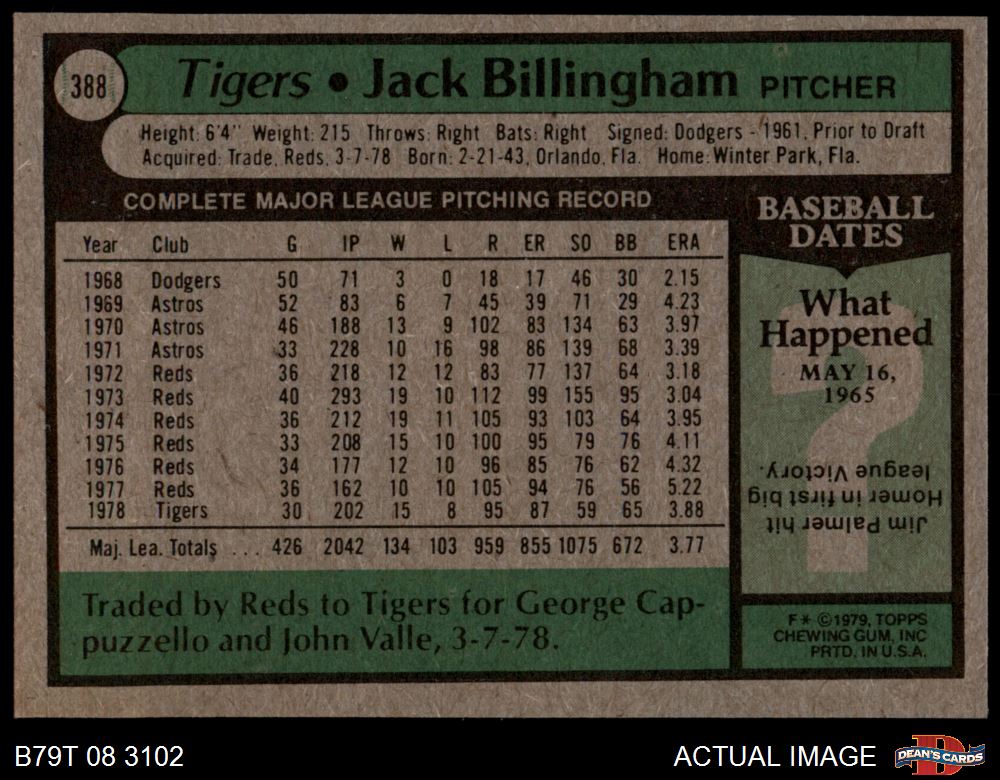 388 Tigers • Jack Billingham PITCHER
Height: 6'4" Weight: 215 Throws: Right Bats: Right Signed: Dodgers - 1961, Prior to Draft
Acquired: Trade, Reds, 3-7-78 Born: 2-21-43, Orlando, Fla. Home: Winter Park, Fla.
COMPLETE MAJOR LEAGUE PITCHING RECORD
Year Club G IP W L R ER SO BB ERA
1968 Dodgers 50 71 3 0 18 17 46 30 2.15
1969 Astros 52 83 6 7 45 39 71 29 4.23
1970 Astros 46 188 13 9 102 83 134 63 3.97
1971 Astros 33 228 10 16 98 86 139 68 3.39
1972 Reds 36 218 12 12 83 77 137 64 3.18
1973 Reds 40 293 19 10 112 99 155 95 3.04
1974 Reds 36 212 19 11 105 93 103 64 3.95
1975 Reds 33 208 15 10 100 95 79 76 4.11
1976 Reds 34 177 12 10 96 85 76 62 4.32
1977 Reds 36 162 10 10 105 94 76 56 5.22
1978 Tigers 30 202 15 8 95 87 59 65 3.88
Maj. Lea. Totals ... 426 2042 134 103 959 855 1075 672 3.77
Traded by Reds to Tigers for George Cap-
puzzello and John Valle, 3-7-78.
BASEBALL
DATES
What
Happened
MAY 16,
1965
Jim Palmer hit
Homer in first big
league Victory.
F* ©1979, TOPPS
CHEWING GUM, INC
PRTD. IN U.S.A.
B79T 08 3102
ACTUAL IMAGE
DEAN'S CARDS